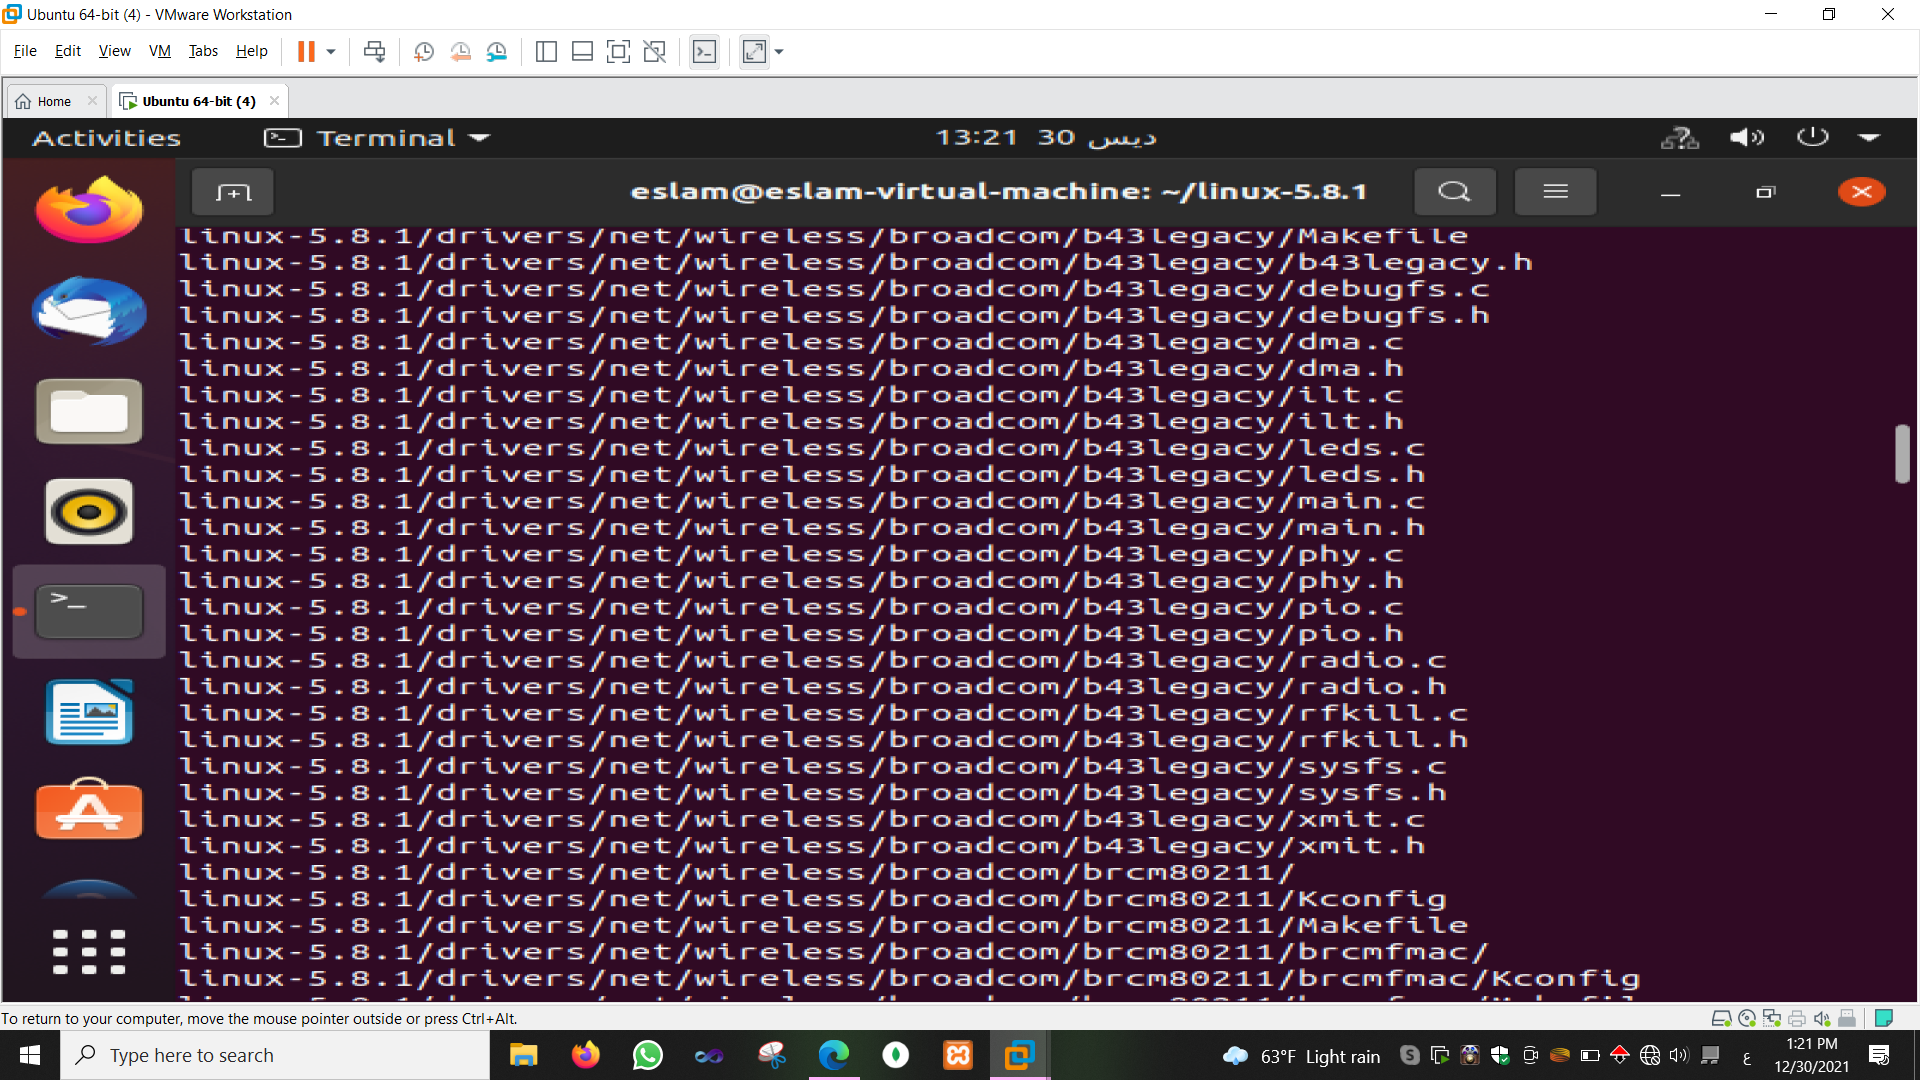 Ubuntu 64-bit (4) - VMware Workstation
File Edit View VM Tabs Help
Home
Ubuntu 64-bit (4)
Activities
Terminal
13:21 30 ديس
eslam@eslam-virtual-machine: ~/linux-5.8.1
linux-5.8.1/drivers/net/wireless/broadcom/b43legacy/Makefile
linux-5.8.1/drivers/net/wireless/broadcom/b43legacy/b43legacy.h
linux-5.8.1/drivers/net/wireless/broadcom/b43legacy/debugfs.c
linux-5.8.1/drivers/net/wireless/broadcom/b43legacy/debugfs.h
linux-5.8.1/drivers/net/wireless/broadcom/b43legacy/dma.c
linux-5.8.1/drivers/net/wireless/broadcom/b43legacy/dma.h
linux-5.8.1/drivers/net/wireless/broadcom/b43legacy/ilt.c
linux-5.8.1/drivers/net/wireless/broadcom/b43legacy/ilt.h
linux-5.8.1/drivers/net/wireless/broadcom/b43legacy/leds.c
linux-5.8.1/drivers/net/wireless/broadcom/b43legacy/leds.h
linux-5.8.1/drivers/net/wireless/broadcom/b43legacy/main.c
linux-5.8.1/drivers/net/wireless/broadcom/b43legacy/main.h
linux-5.8.1/drivers/net/wireless/broadcom/b43legacy/phy.c
linux-5.8.1/drivers/net/wireless/broadcom/b43legacy/phy.h
linux-5.8.1/drivers/net/wireless/broadcom/b43legacy/pio.c
linux-5.8.1/drivers/net/wireless/broadcom/b43legacy/pio.h
linux-5.8.1/drivers/net/wireless/broadcom/b43legacy/radio.c
linux-5.8.1/drivers/net/wireless/broadcom/b43legacy/radio.h
linux-5.8.1/drivers/net/wireless/broadcom/b43legacy/rfkill.c
linux-5.8.1/drivers/net/wireless/broadcom/b43legacy/rfkill.h
linux-5.8.1/drivers/net/wireless/broadcom/b43legacy/sysfs.c
linux-5.8.1/drivers/net/wireless/broadcom/b43legacy/sysfs.h
linux-5.8.1/drivers/net/wireless/broadcom/b43legacy/xmit.c
linux-5.8.1/drivers/net/wireless/broadcom/b43legacy/xmit.h
linux-5.8.1/drivers/net/wireless/broadcom/brcm80211/
linux-5.8.1/drivers/net/wireless/broadcom/brcm80211/Kconfig
linux-5.8.1/drivers/net/wireless/broadcom/brcm80211/Makefile
linux-5.8.1/drivers/net/wireless/broadcom/brcm80211/brcmfmac/
linux-5.8.1/drivers/net/wireless/broadcom/brcm80211/brcmfmac/Kconfig
To return to your computer, move the mouse pointer outside or press Ctrl+Alt.
Type here to search
63°F Light rain
ع
1:21 PM
12/30/2021